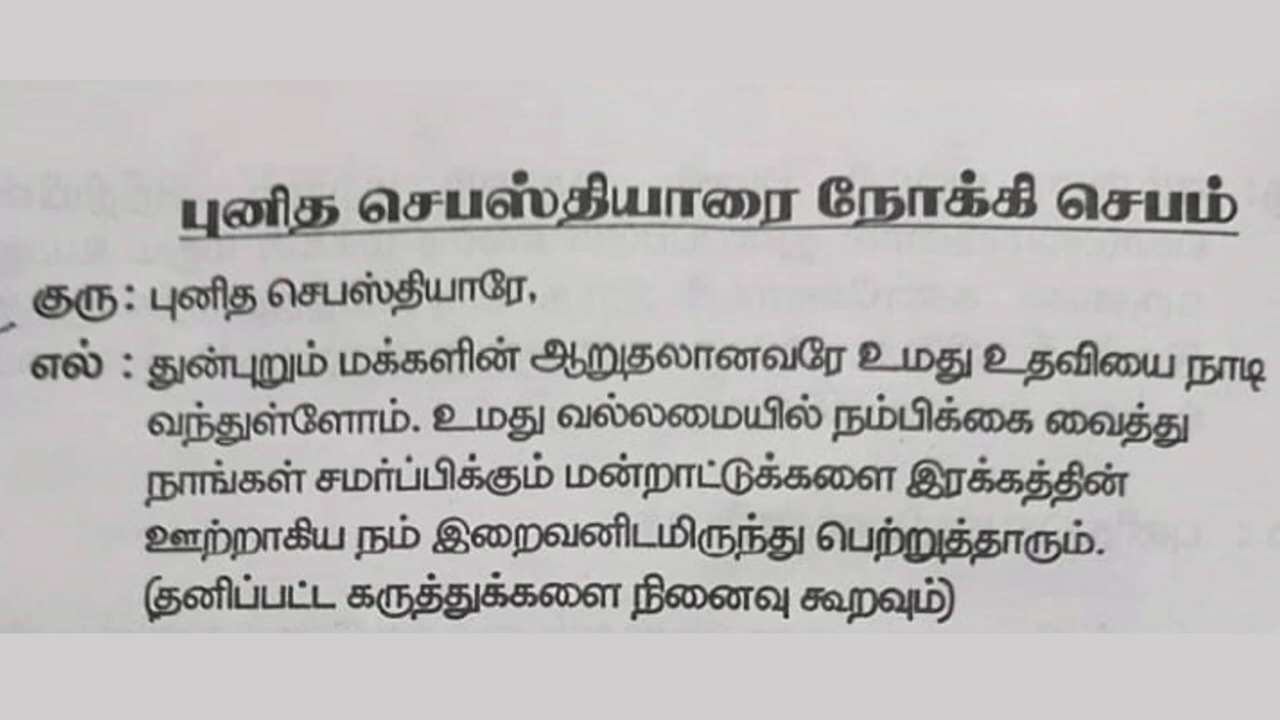 புனித செபஸ்தியாரை நோக்கி செபம்
குரு : புனித செபஸ்தியாரே,
எல் : துன்புறும் மக்களின் ஆறுதலானவரே உமது உதவியை நாடி
வந்துள்ளோம். உமது வல்லமையில் நம்பிக்கை வைத்து
நாங்கள் சமர்ப்பிக்கும் மன்றாட்டுக்களை இரக்கத்தின்
ஊற்றாகிய நம் இறைவனிடமிருந்து பெற்றுத்தாரும்.
(தனிப்பட்ட கருத்துக்களை நினைவு கூறவும்)